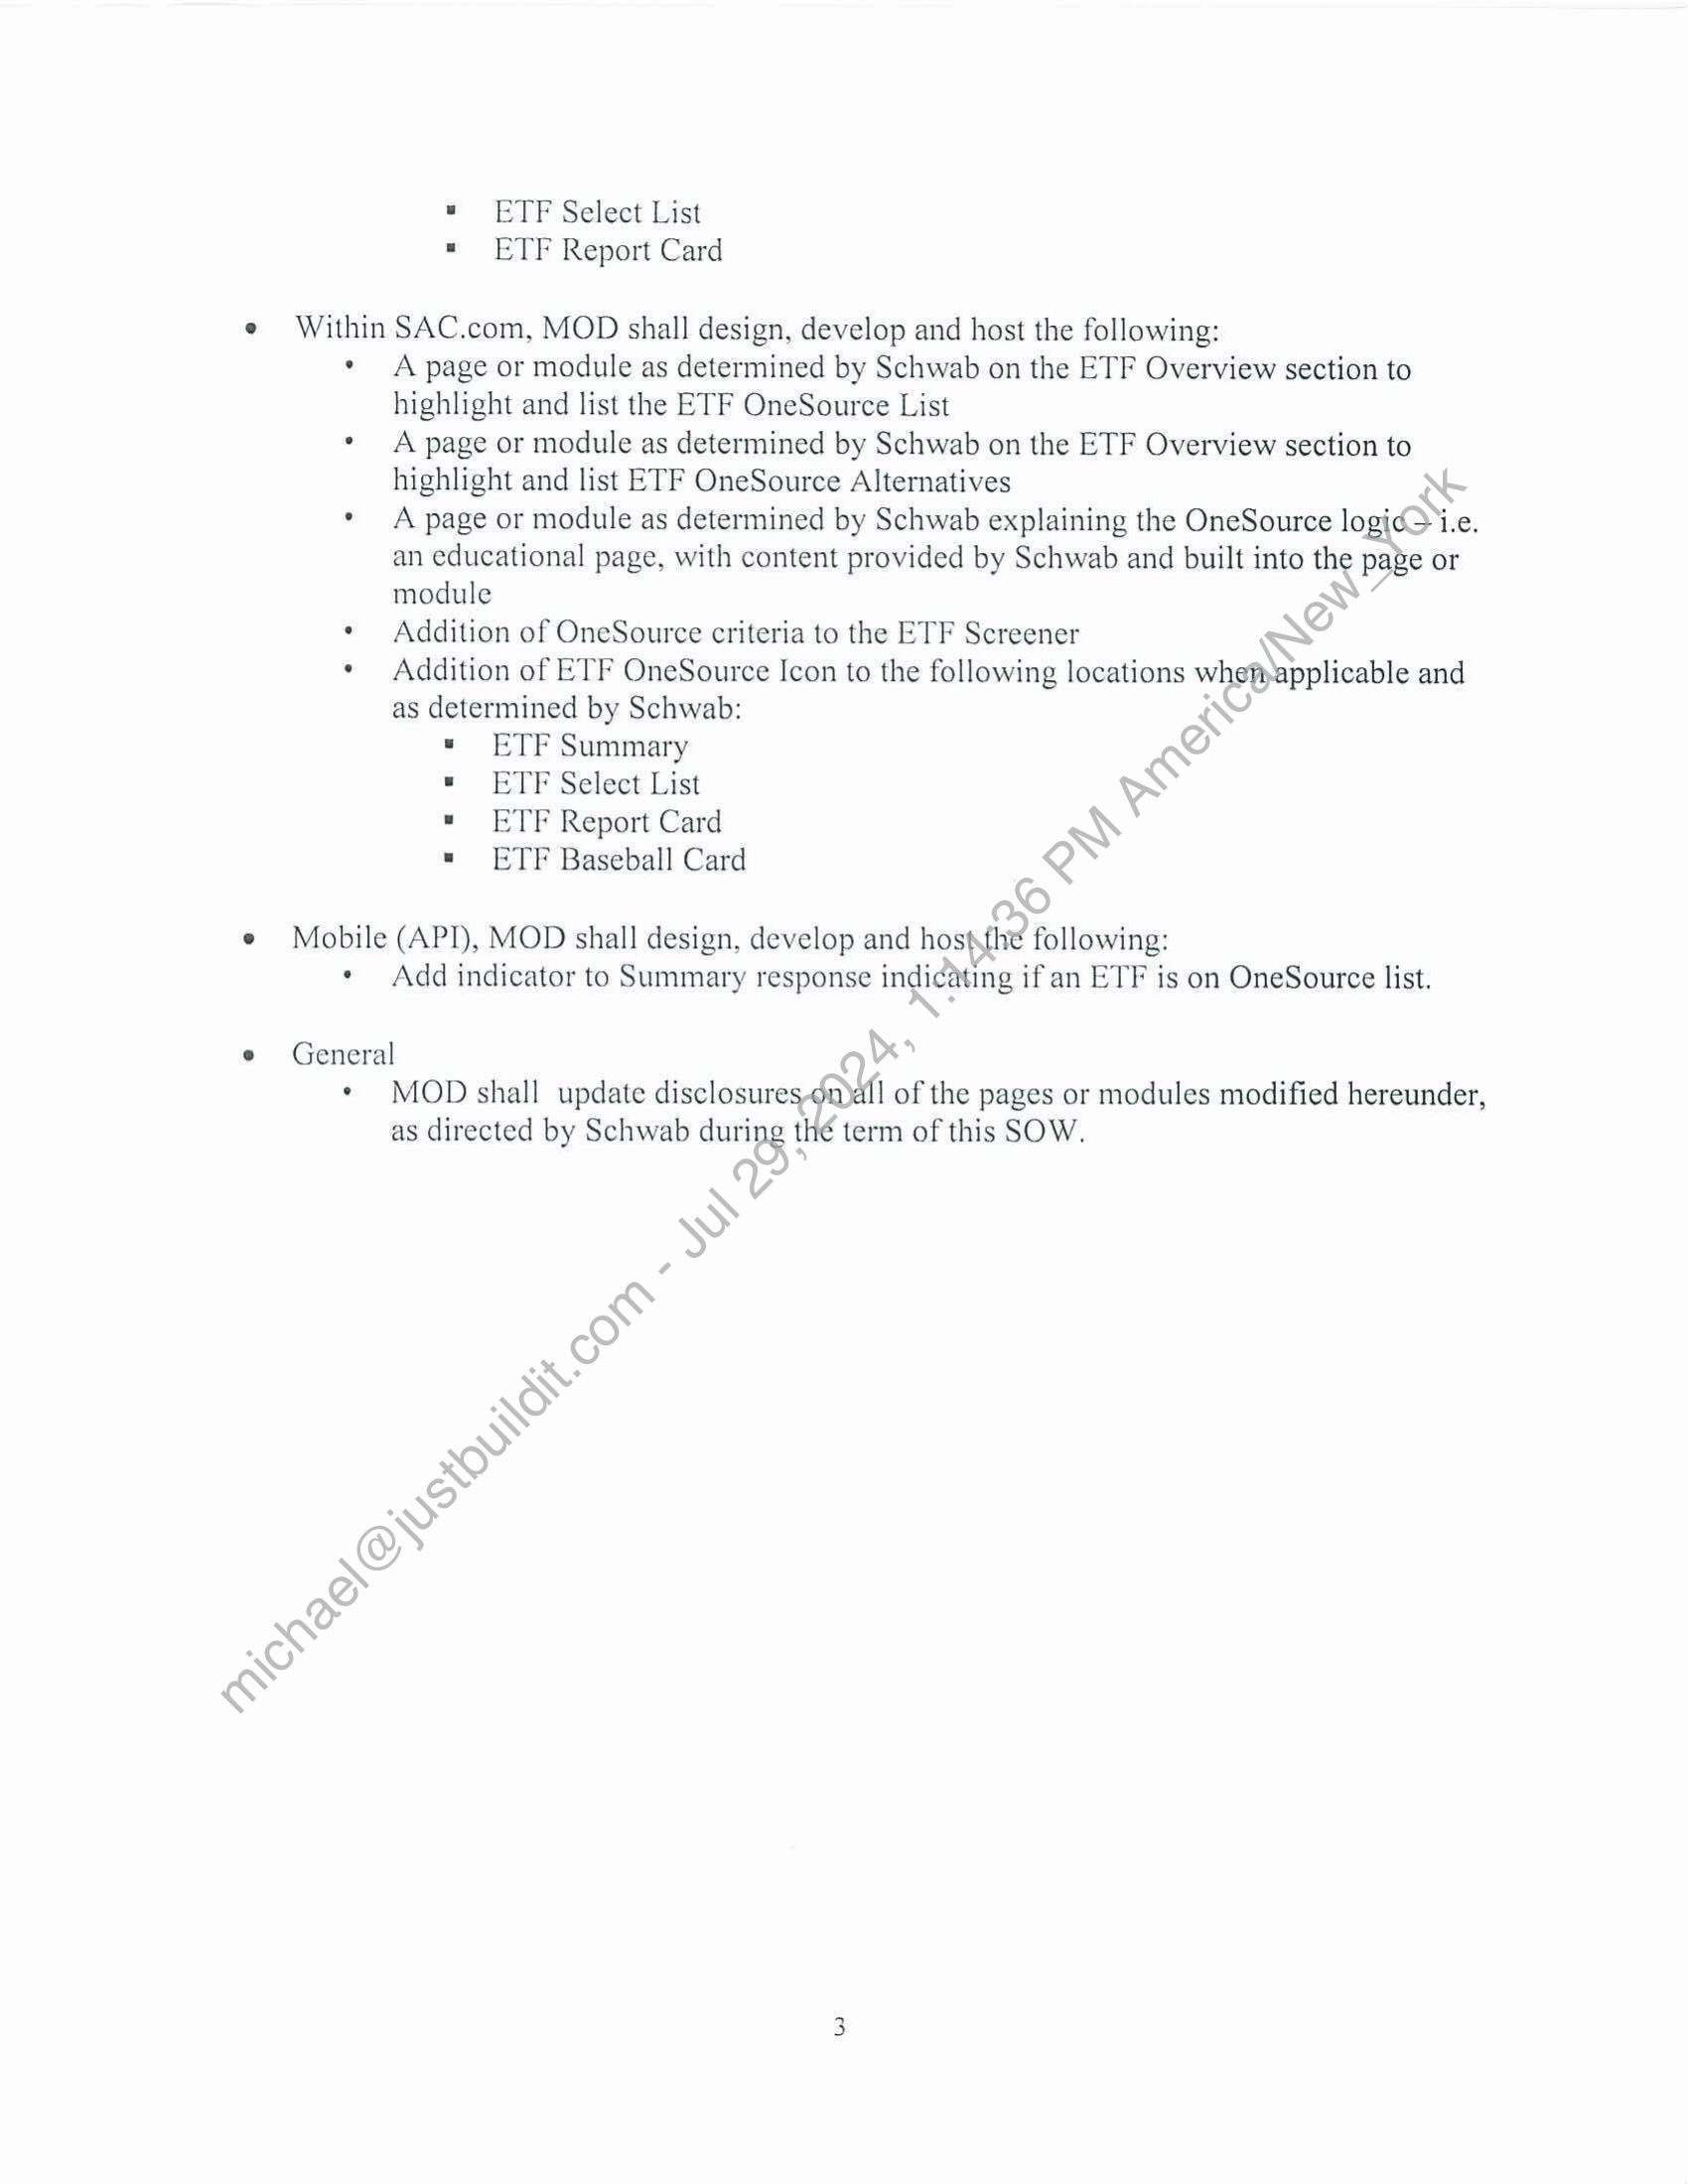 ▪ ETF Select List
▪ ETF Report Card
• Within SAC.com, MOD shall design, develop and host the following:
• A page or module as determined by Schwab on the ETF Overview section to
highlight and list the ETF OneSource List
• A page or module as determined by Schwab on the ETF Overview section to
highlight and list ETF OneSource Alternatives
• A page or module as determined by Schwab explaining the OneSource logic – i.e.
an educational page, with content provided by Schwab and built into the page or
module
• Addition of OneSource criteria to the ETF Screener
• Addition of ETF OneSource Icon to the following locations when applicable and
as determined by Schwab:
▪ ETF Summary
▪ ETF Select List
▪ ETF Report Card
▪ ETF Baseball Card
• Mobile (API), MOD shall design, develop and host the following:
• Add indicator to Summary response indicating if an ETF is on OneSource list.
• General
• MOD shall update disclosures on all of the pages or modules modified hereunder,
as directed by Schwab during the term of this SOW.
michael@justbuildit.com - Jul 29, 2024, 1:14:36 PM America/New_York
3